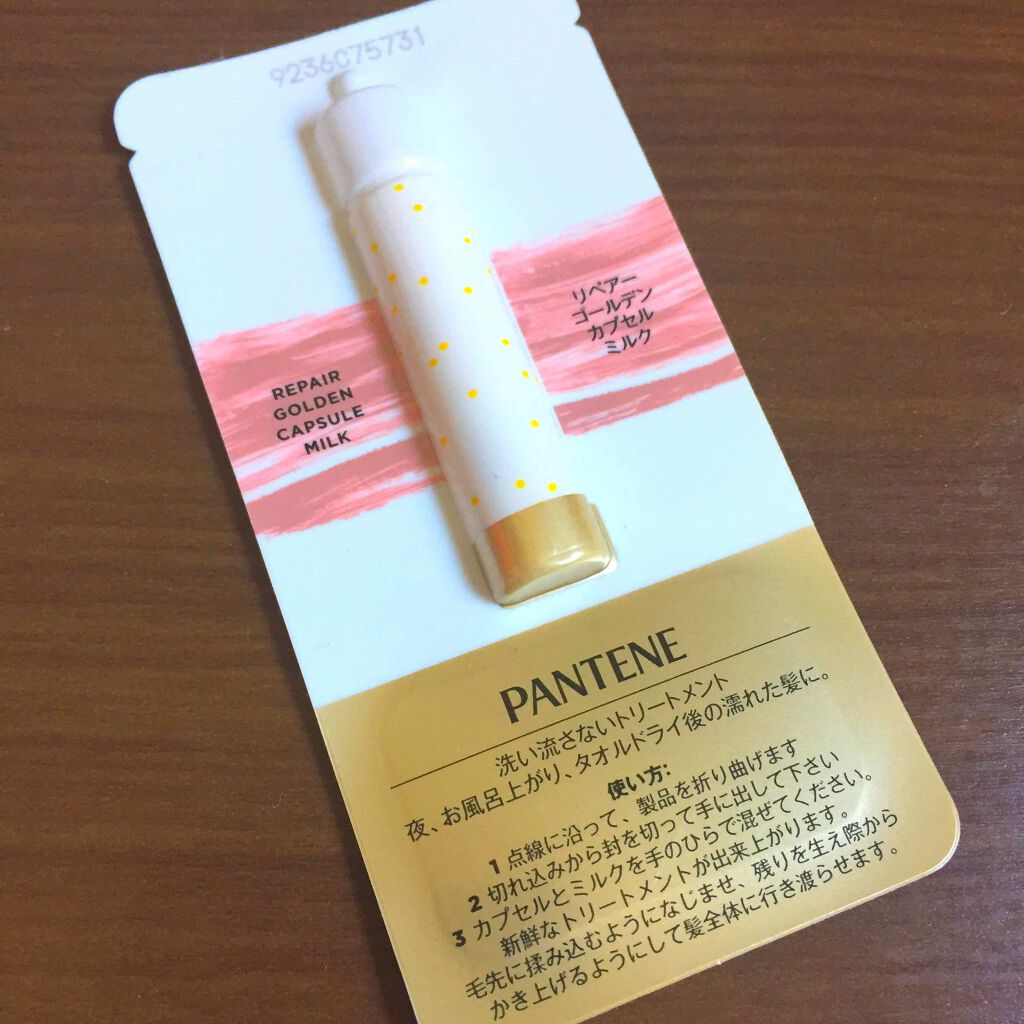 9236C75731
REPAIR
GOLDEN
CAPSULE
MILK
リペアー
ゴールデン
カプセル
ミルク
PANTENE
洗い流さないトリートメント
夜、お風呂上がり、タオルドライ後の濡れた髪に。
使い方:
1 点線に沿って、製品を折り曲げます
2 切れ込みから封を切って手に出して下さい
3 カプセルとミルクを手のひらで混ぜてください。
新鮮なトリートメントが出来上がります。
毛先に揉み込むようになじませ、残りを生え際から
かき上げるようにして髪全体に行き渡らせます。